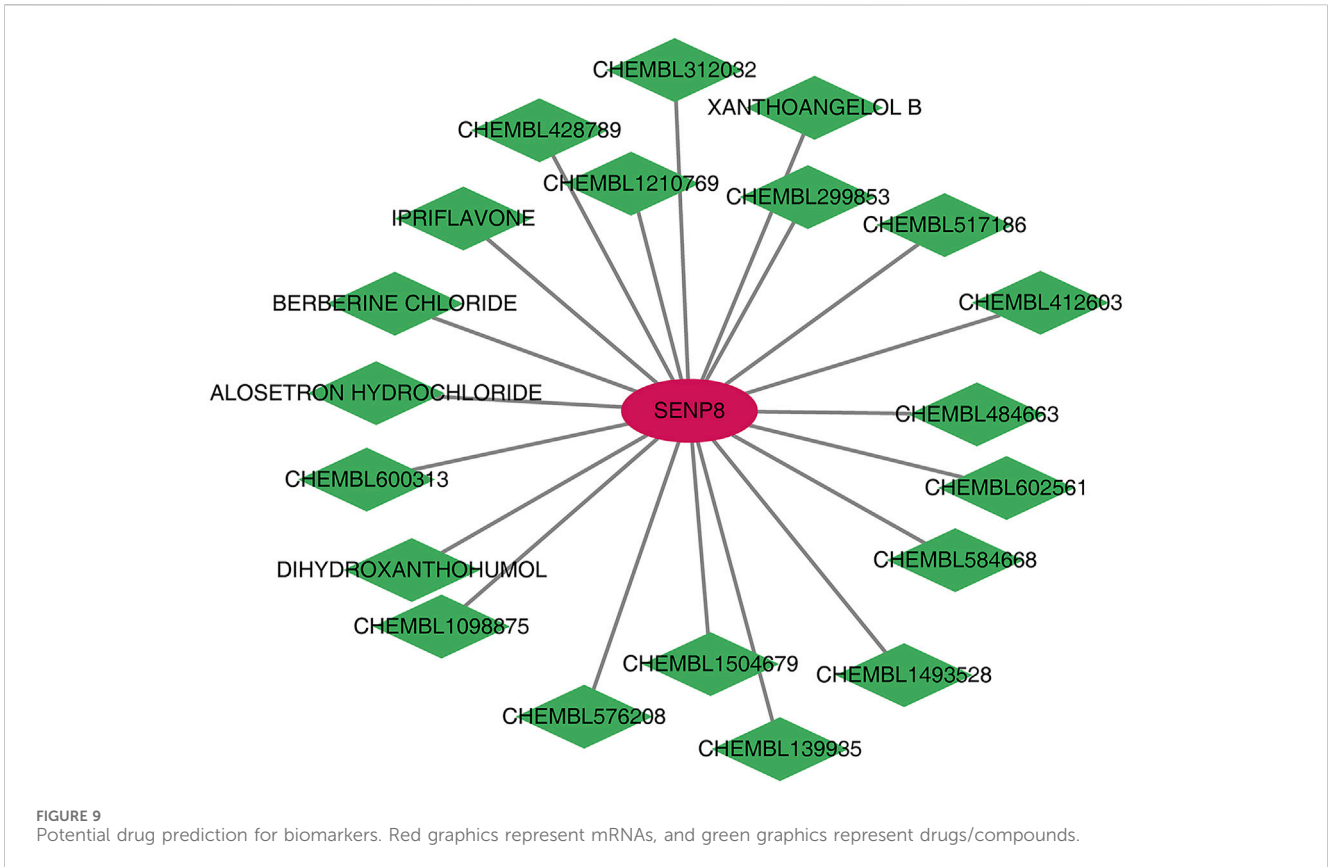 CHEMBL312032
XANTHOANGELOL B
CHEMBL428789
CHEMBL1210769
CHEMBL299853
IPRIFLAVONE
CHEMBL517186
BERBERINE CHLORIDE
CHEMBL412603
ALOSETRON HYDROCHLORIDE
SENP8
CHEMBL484663
CHEMBL600313
CHEMBL602561
CHEMBL584668
DIHYDROXANTHOHUMOL
CHEMBL1098875
CHEMBL1504679
CHEMBL1493528
CHEMBL576208
CHEMBL139935
FIGURE 9
Potential drug prediction for biomarkers. Red graphics represent mRNAs, and green graphics represent drugs/compounds.